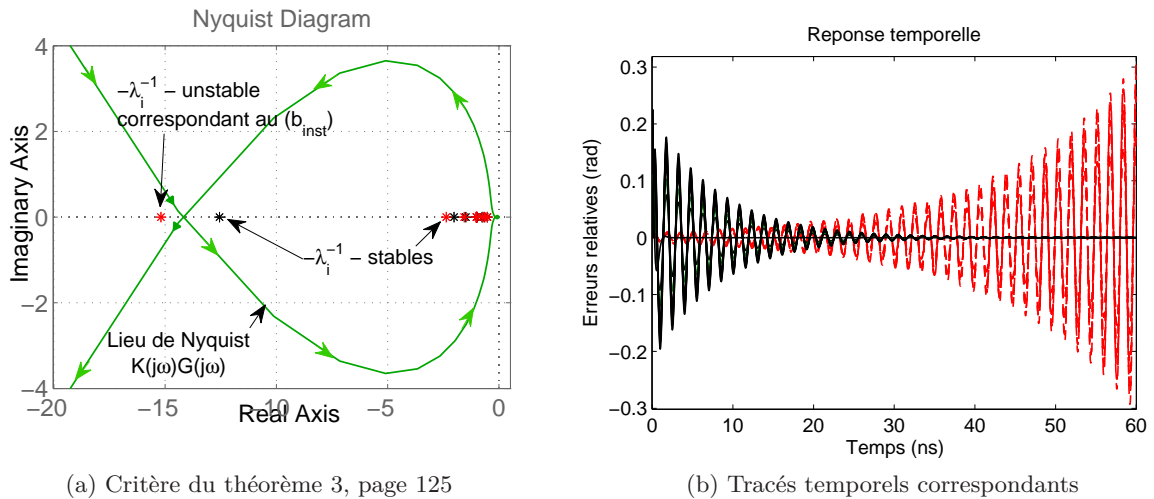 Nyquist Diagram
4
2
0
−2
−4
−20
−15
−10
−5
0
Imaginary Axis
Real Axis
−λi^-1 − unstable
correspondant au (b_inst)
−λi^-1 − stables
Lieu de Nyquist
K(jω)G(jω)
(a) Critère du théorème 3, page 125
Reponse temporelle
0.3
0.2
0.1
0
−0.1
−0.2
−0.3
0
10
20
30
40
50
60
Erreurs relatives (rad)
Temps (ns)
(b) Tracés temporels correspondants